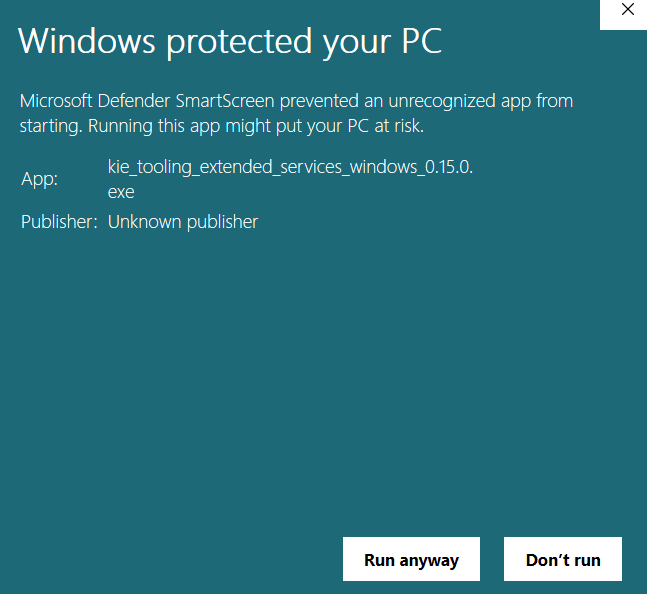 Windows protected your PC
Microsoft Defender SmartScreen prevented an unrecognized app from
starting. Running this app might put your PC at risk.
App: kie_tooling_extended_services_windows_0.15.0.
exe
Publisher: Unknown publisher
Run anyway Don't run